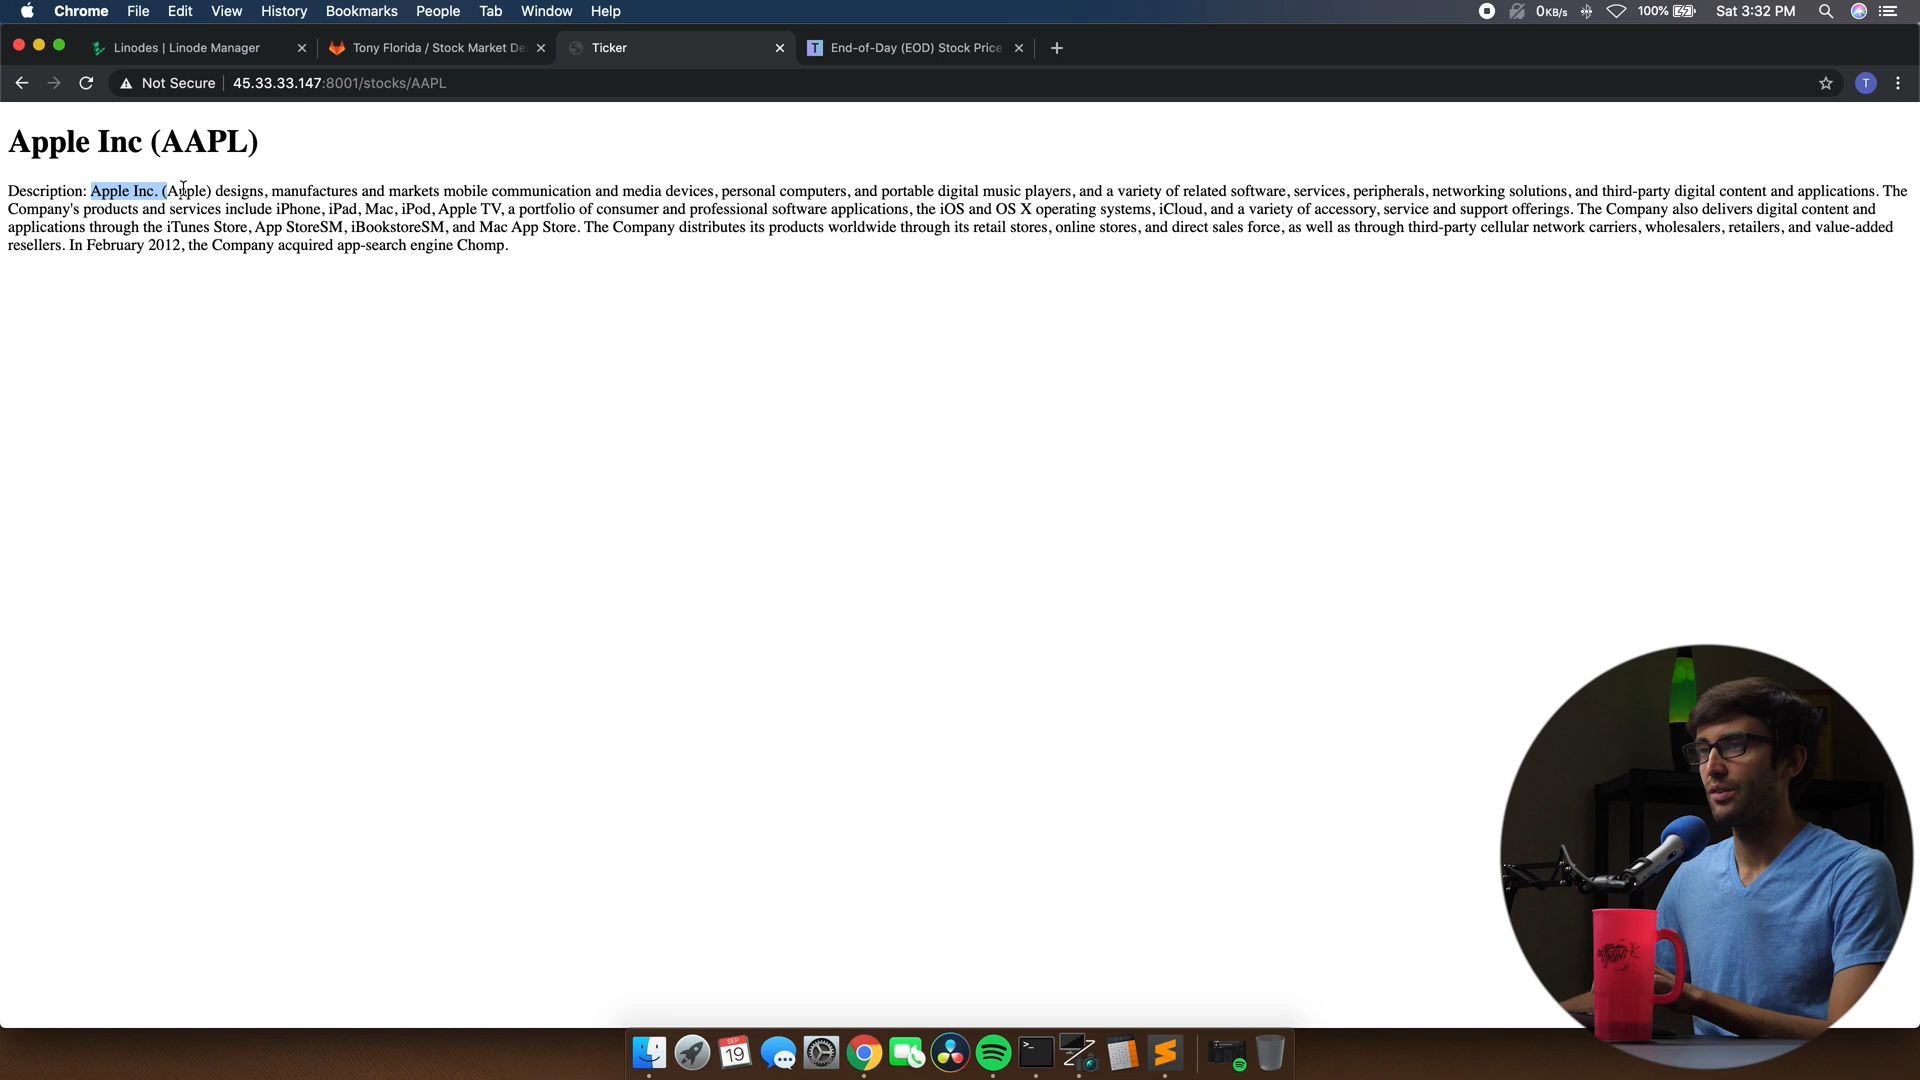 Chrome File Edit View History Bookmarks People Tab Window Help 0KB/s 100% Sat 3:32 PM
Linodes | Linode Manager Tony Florida / Stock Market De Ticker End-of-Day (EOD) Stock Price
Not Secure 45.33.33.147:8001/stocks/AAPL T
Apple Inc (AAPL)
Description: Apple Inc. (Apple) designs, manufactures and markets mobile communication and media devices, personal computers, and portable digital music players, and a variety of related software, services, peripherals, networking solutions, and third-party digital content and applications. The
Company's products and services include iPhone, iPad, Mac, iPod, Apple TV, a portfolio of consumer and professional software applications, the iOS and OS X operating systems, iCloud, and a variety of accessory, service and support offerings. The Company also delivers digital content and
applications through the iTunes Store, App StoreSM, iBookstoreSM, and Mac App Store. The Company distributes its products worldwide through its retail stores, online stores, and direct sales force, as well as through third-party cellular network carriers, wholesalers, retailers, and value-added
resellers. In February 2012, the Company acquired app-search engine Chomp.
SEP
19